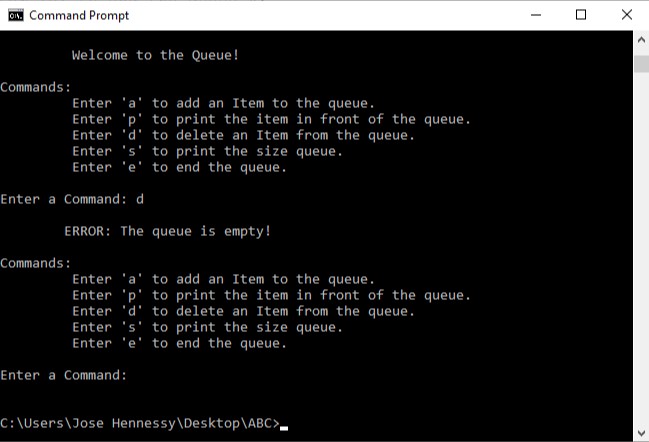 Command Prompt
Welcome to the Queue!
Commands:
Enter 'a' to add an Item to the queue.
Enter 'p' to print the item in front of the queue.
Enter 'd' to delete an Item from the queue.
Enter 's' to print the size queue.
Enter 'e' to end the queue.
Enter a Command: d
ERROR: The queue is empty!
Commands:
Enter 'a' to add an Item to the queue.
Enter 'p' to print the item in front of the queue.
Enter 'd' to delete an Item from the queue.
Enter 's' to print the size queue.
Enter 'e' to end the queue.
Enter a Command:
C:\Users\Jose Hennessy\Desktop\ABC>